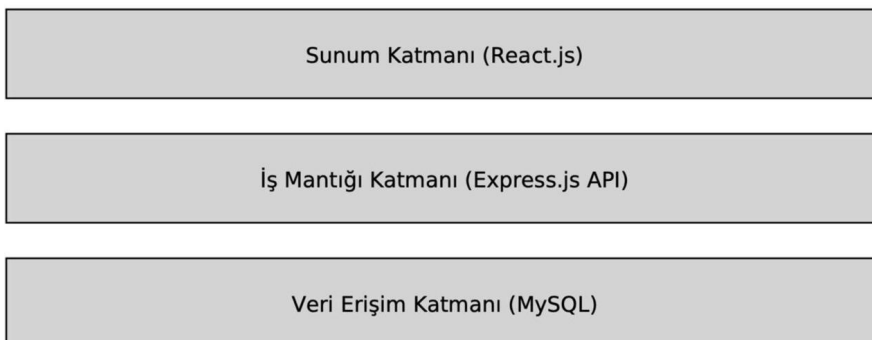 Sunum Katmanı (React.js)
İş Mantığı Katmanı (Express.js API)
Veri Erişim Katmanı (MySQL)